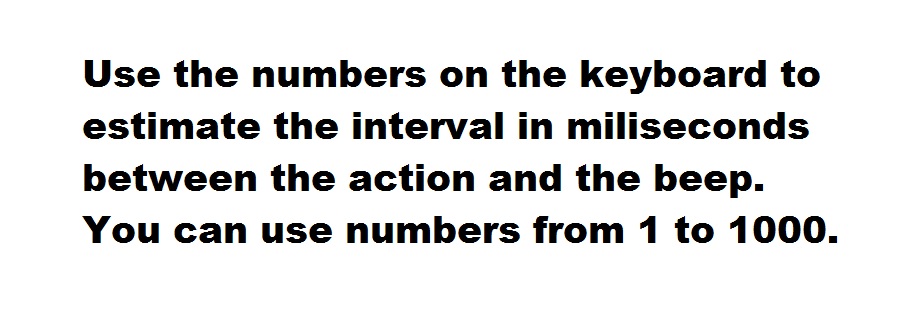 Use the numbers on the keyboard to
estimate the interval in miliseconds
between the action and the beep.
You can use numbers from 1 to 1000.